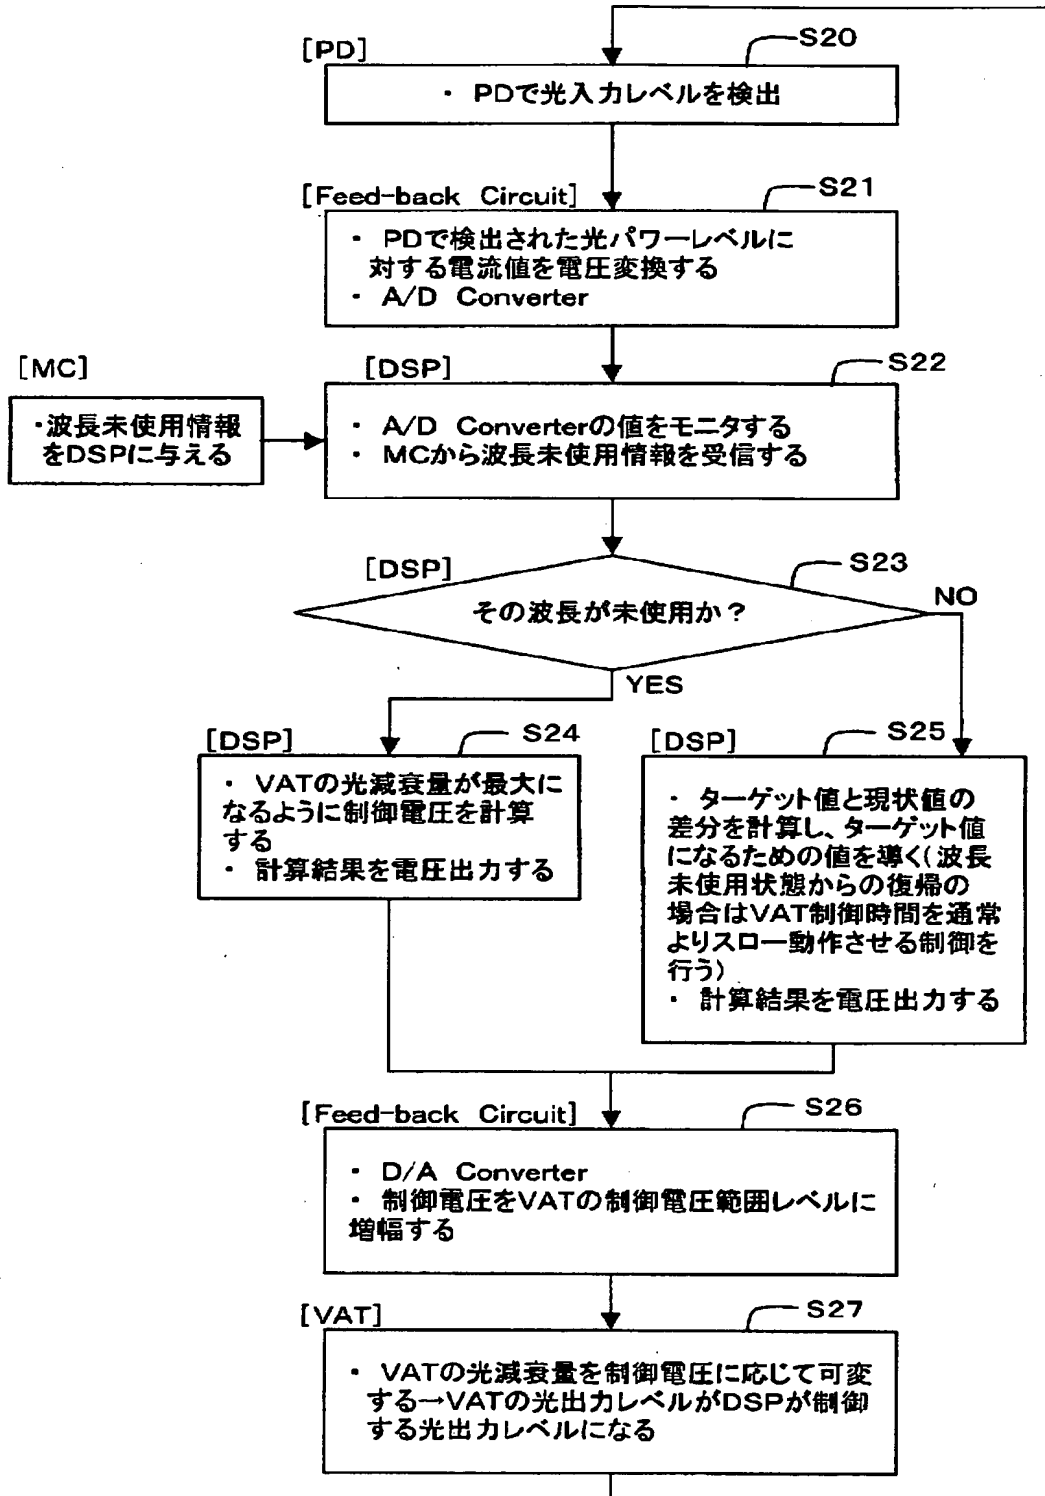 S20
[PD]
・ PDで光入力レベルを検出
S21
[Feed-back Circuit]
・ PDで検出された光パワーレベルに
対する電流値を電圧変換する
・ A/D Converter
[MC]
・波長未使用情報
をDSPに与える
S22
[DSP]
・ A/D Converterの値をモニタする
・ MCから波長未使用情報を受信する
S23
[DSP]
その波長が未使用か？
NO
YES
S24
[DSP]
・ VATの光減衰量が最大に
なるように制御電圧を計算
する
・ 計算結果を電圧出力する
S25
[DSP]
・ ターゲット値と現状値の
差分を計算し、ターゲット値
になるための値を導く(波長
未使用状態からの復帰の
場合はVAT制御時間を通常
よりスロー動作させる制御を
行う)
・ 計算結果を電圧出力する
S26
[Feed-back Circuit]
・ D/A Converter
・ 制御電圧をVATの制御電圧範囲レベルに
増幅する
S27
[VAT]
・ VATの光減衰量を制御電圧に応じて可変
する→VATの光出力レベルがDSPが制御
する光出力レベルになる